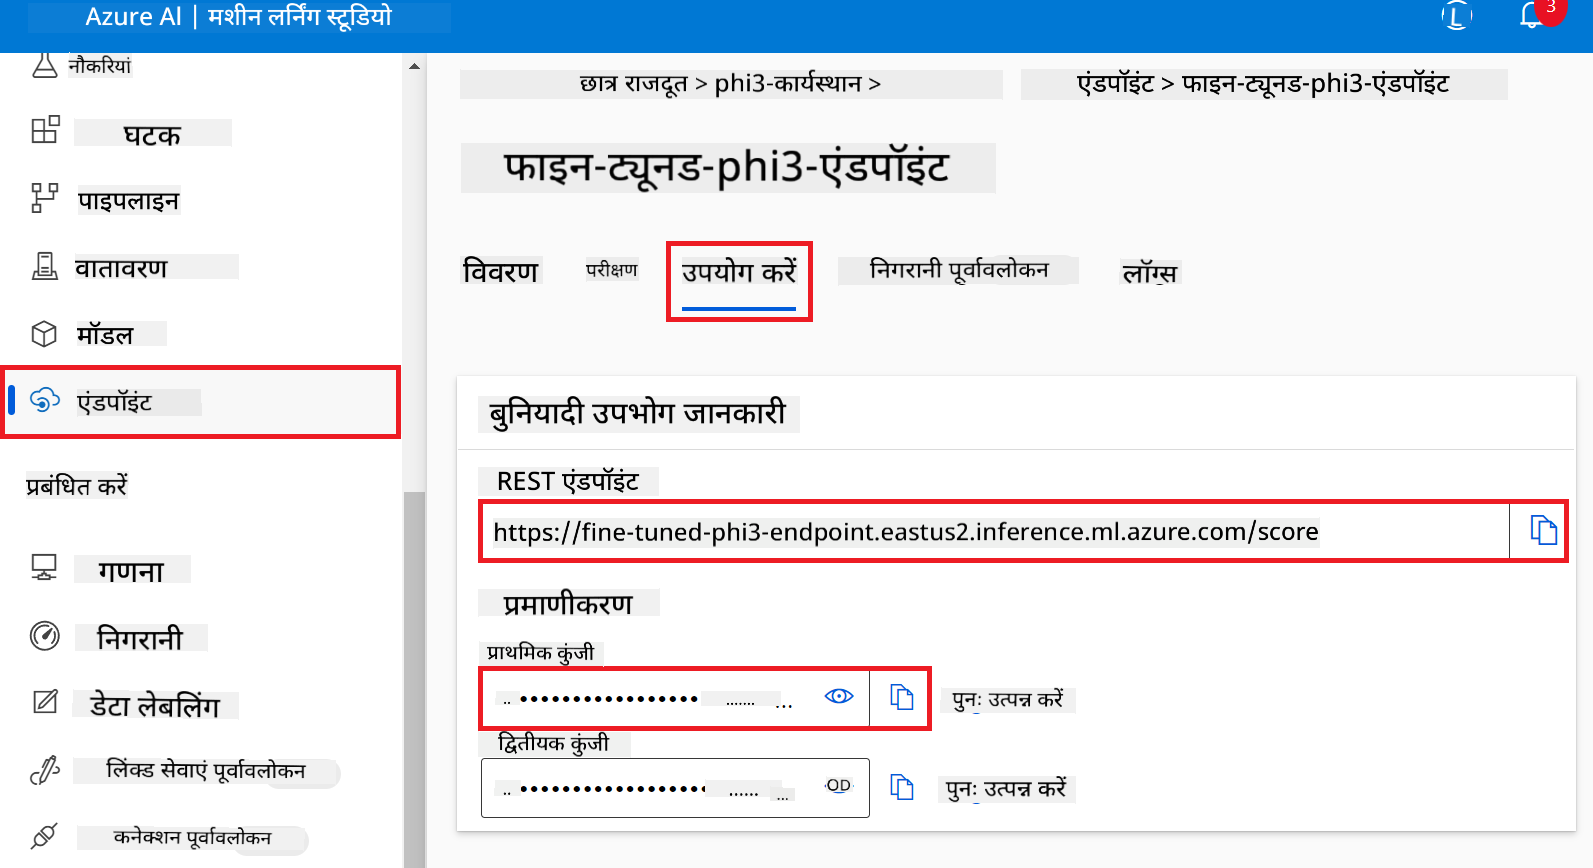 Azure AI | मशीन लर्निंग स्टूडियो
L
3
नौकरियां
घटक
पाइपलाइन
वातावरण
मॉडल
एंडपॉइंट
प्रबंधित करें
गणना
निगरानी
डेटा लेबलिंग
लिंक्ड सेवाएं पूर्वावलोकन
कनेक्शन पूर्वावलोकन
छात्र राजदूत > phi3-कार्यस्थान > एंडपॉइंट > फाइन-ट्यूनड-phi3-एंडपॉइंट
फाइन-ट्यूनड-phi3-एंडपॉइंट
विवरण परीक्षण उपयोग करें निगरानी पूर्वावलोकन लॉग्स
बुनियादी उपभोग जानकारी
REST एंडपॉइंट
https://fine-tuned-phi3-endpoint.eastus2.inference.ml.azure.com/score
प्रमाणीकरण
प्राथमिक कुंजी
पुनः उत्पन्न करें
द्वितीयक कुंजी
OD पुनः उत्पन्न करें